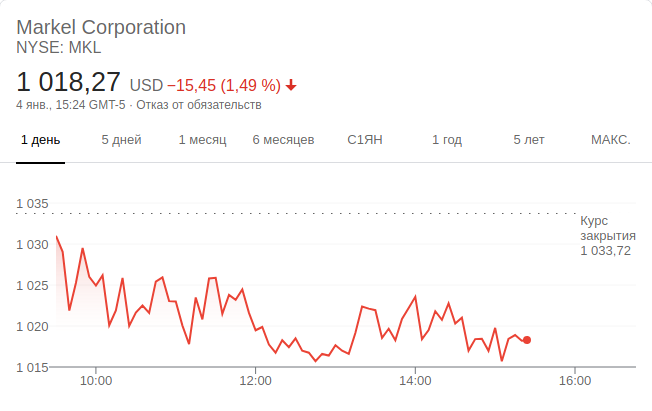 Markel Corporation
NYSE: MKL
1 018,27 USD −15,45 (1,49 %)
4 янв., 15:24 GMT-5 · Отказ от обязательств
1 день 5 дней 1 месяц 6 месяцев С1ЯН 1 год 5 лет МАКС.
1 035
Курс
закрытия
1 033,72
1 030
1 025
1 020
1 015
10:00 12:00 14:00 16:00